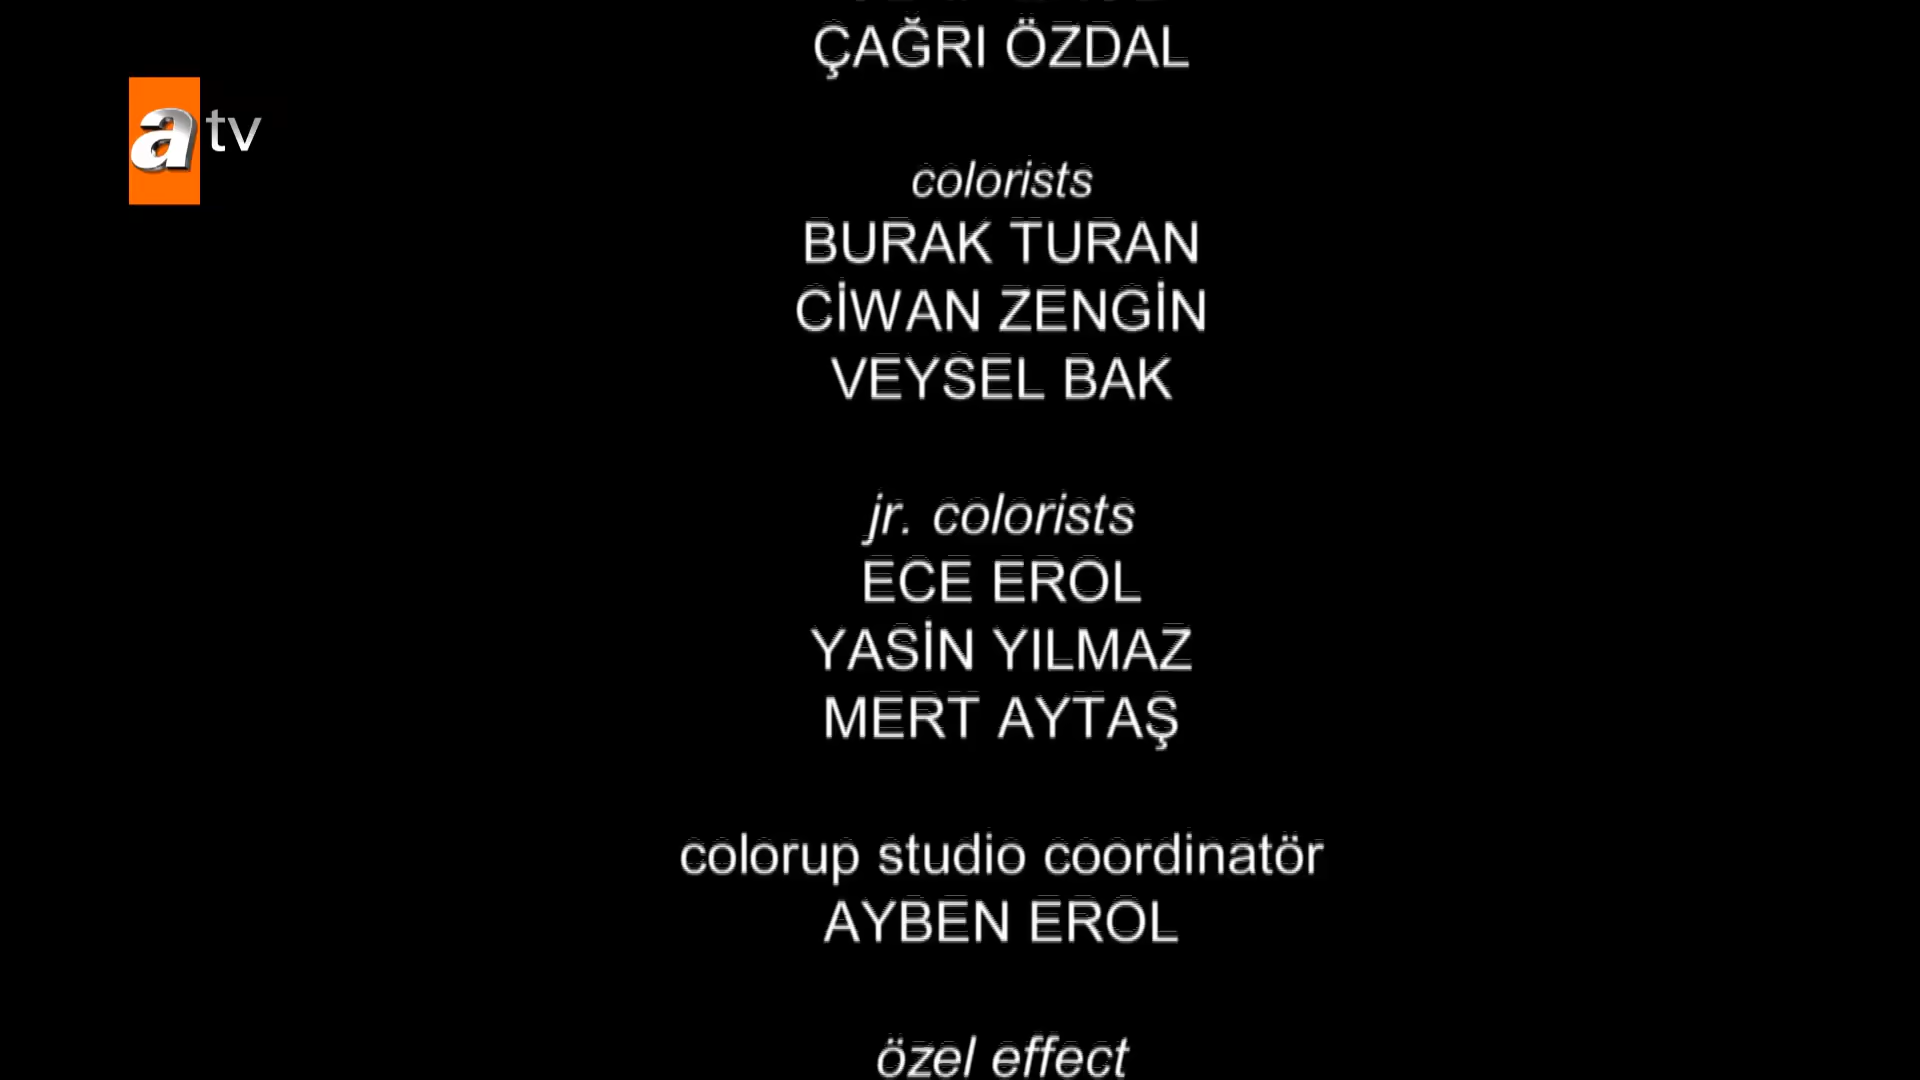 ÇAĞRI ÖZDAL
atv
colorists
BURAK TURAN
CİWAN ZENGİN
VEYSEL BAK
jr. colorists
ECE EROL
YASİN YILMAZ
MERT AYTAŞ
colorup studio coordinatör
AYBEN EROL
özel effect